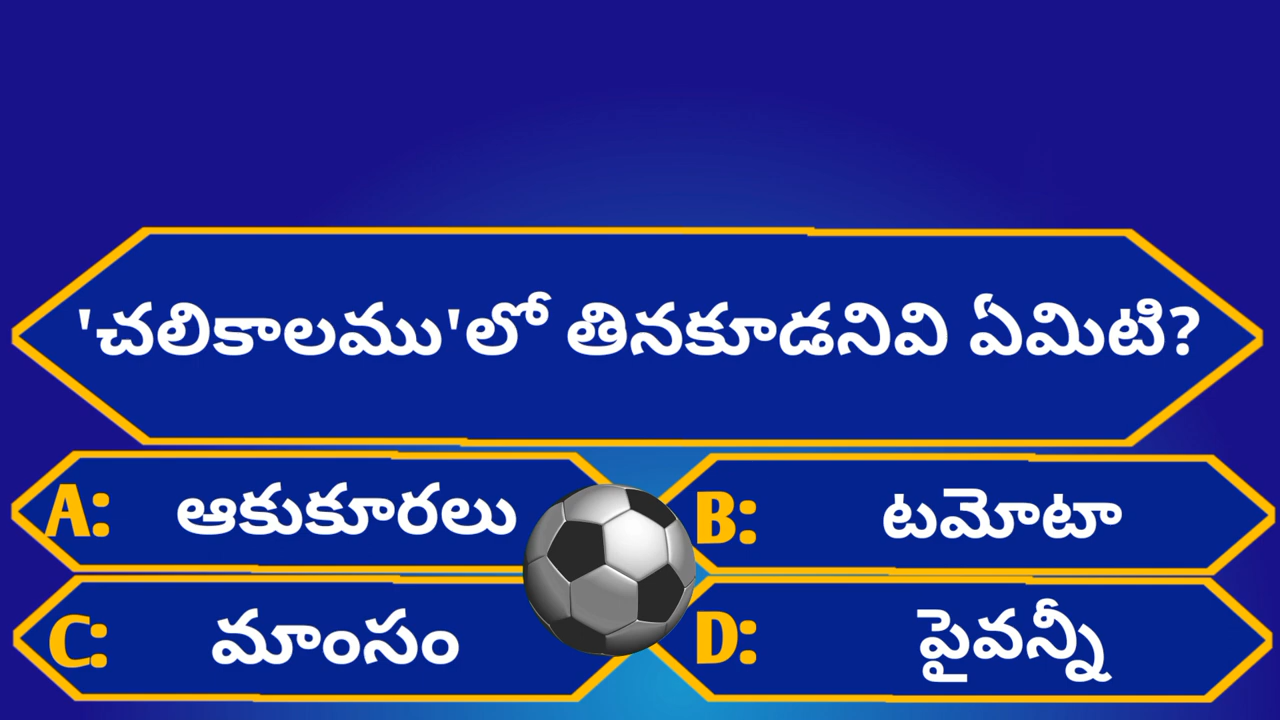 'చలికాలము'లో తినకూడనివి ఏమిటి?
A: ఆకుకూరలు
B: టమోటా
C: మాంసం
D: పైవన్నీ